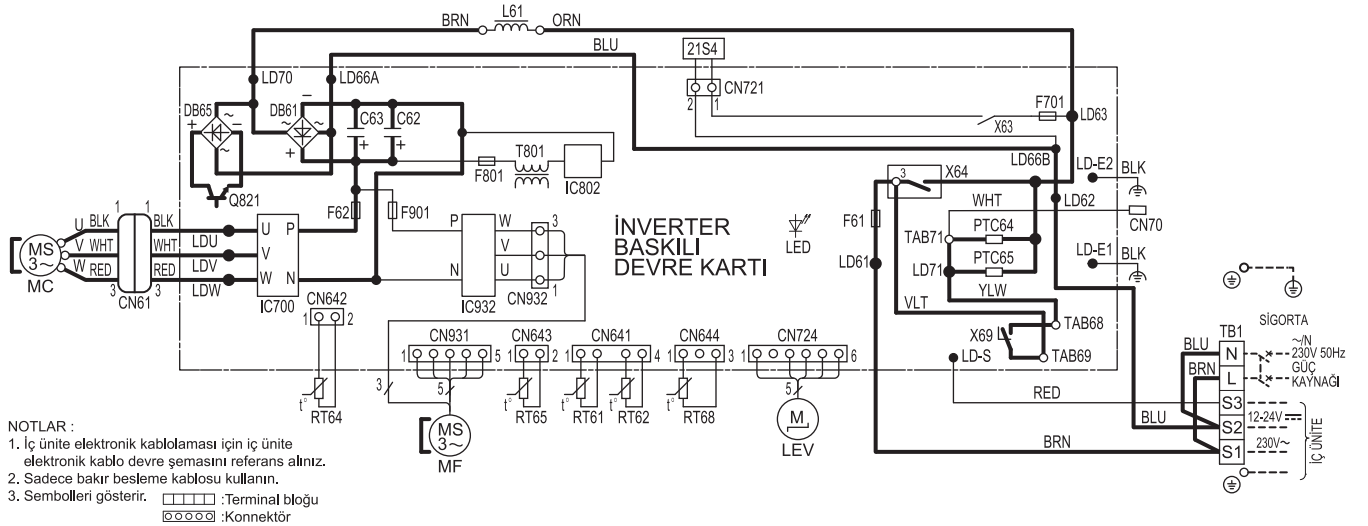 BRN L61 ORN
BLU
21S4
LD70 LD66A
CN721
2 1
DB65 DB61
F701
X63
LD63
C63 C62
T801
F801
IC802
LD66B
LD-E2 BLK
Q821
3 X64
WHT
LD62
F62 F901
F61
PTC64
CN70
İNVERTER
BASKILI
DEVRE KARTI
LED
TAB71
PTC65
LD-E1 BLK
LD61
LD71
YLW
U BLK 1 1 BLK LDU U P
V WHT WHT LDV V
W RED 3 3 RED LDW W N
MS
3~
MC
CN61
IC700
P W 3
V
N U 1
IC932 CN932
VLT
X69
TAB68
TAB69
LD-S
CN642
1 2
CN931
1 5
CN643
1 2
CN641
1 4
CN644
1 3
CN724
1 6
3
5
5
t° RT64
t° RT65
t° RT61
t° RT62
t° RT68
MS
3~
MF
M
LEV
RED
BLU
BRN
SİGORTA
TB1
BLU N ~/N
230V 50Hz
BRN L GÜÇ
KAYNAĞI
S3
12-24V
S2
230V~
S1
İÇ ÜNİTE
NOTLAR :
1. İç ünite elektronik kablolaması için iç ünite
elektronik kablo devre şemasını referans alınız.
2. Sadece bakır besleme kablosu kullanın.
3. Sembolleri gösterir. :Terminal bloğu
:Konnektör